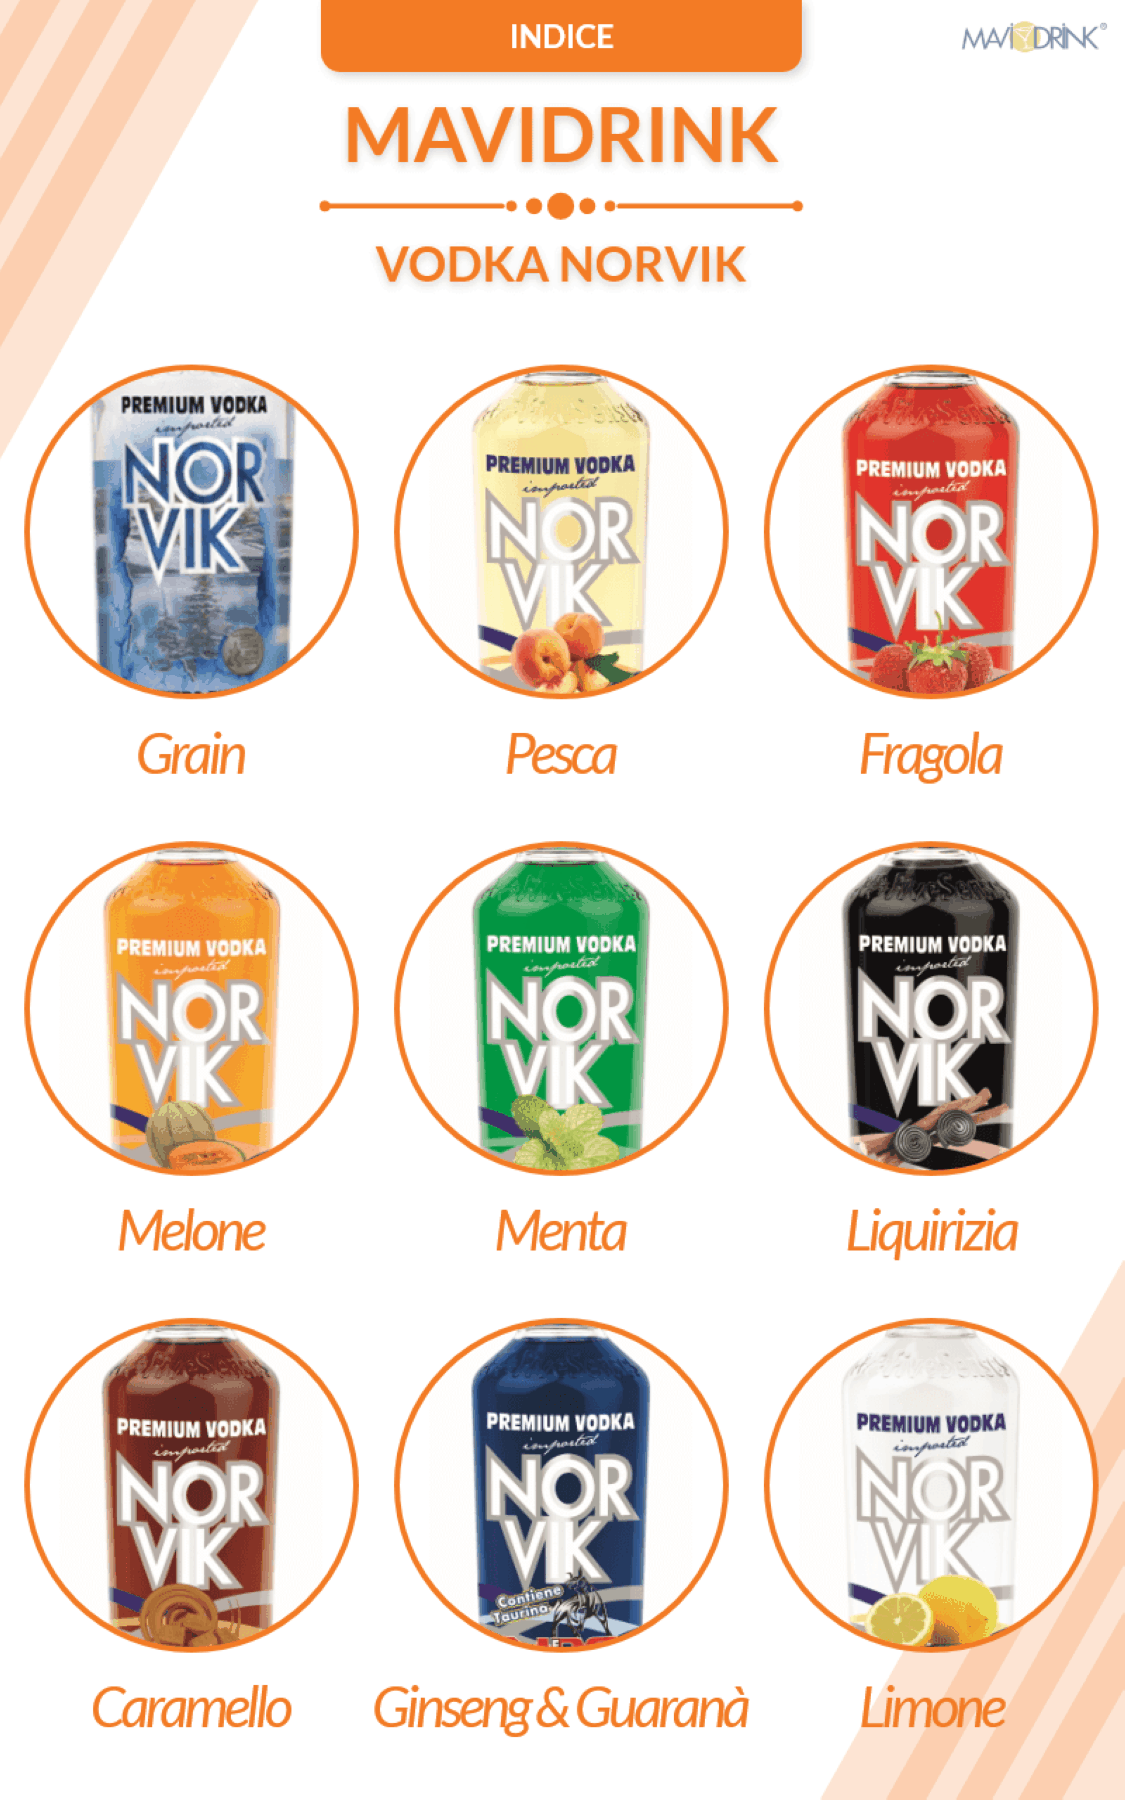 INDICE
MAVIDRINK®
MAVIDRINK
VODKA NORVIK
PREMIUM VODKA
imported
NOR
VIK
Grain
PREMIUM VODKA
imported
NOR
VIK
Pesca
PREMIUM VODKA
imported
NOR
VIK
Fragola
PREMIUM VODKA
imported
NOR
VIK
Melone
PREMIUM VODKA
imported
NOR
VIK
Menta
PREMIUM VODKA
imported
NOR
VIK
Liquirizia
PREMIUM VODKA
imported
NOR
VIK
Caramello
PREMIUM VODKA
imported
NOR
VIK
Contiene
Taurina
Ginseng & Guaranà
PREMIUM VODKA
imported
NOR
VIK
Limone